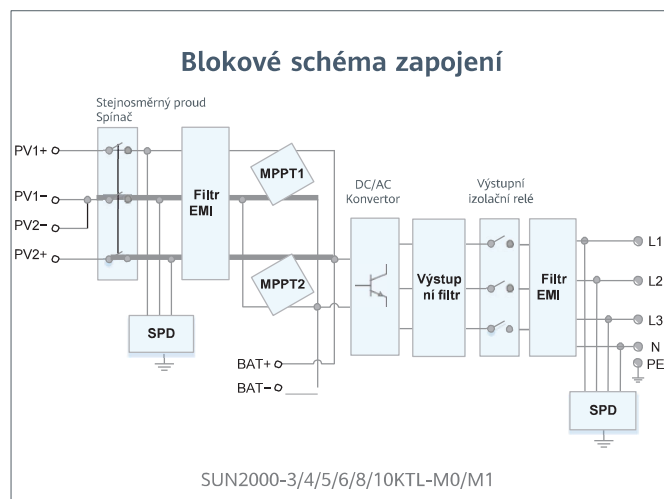 Blokové schéma zapojení
Stejnosměrný proud
Spínač
PV1+
PV1−
PV2−
PV2+
Filtr
EMI
MPPT1
MPPT2
SPD
BAT+
BAT−
DC/AC
Konvertor
Výstup
ní filtr
Výstupní
izolační relé
Filtr
EMI
L1
L2
L3
N
PE
SPD
SUN2000-3/4/5/6/8/10KTL-M0/M1